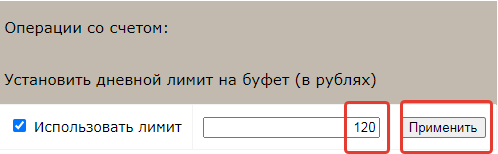 Операции со счетом:
Установить дневной лимит на буфет (в рублях)
Использовать лимит 120 Применить